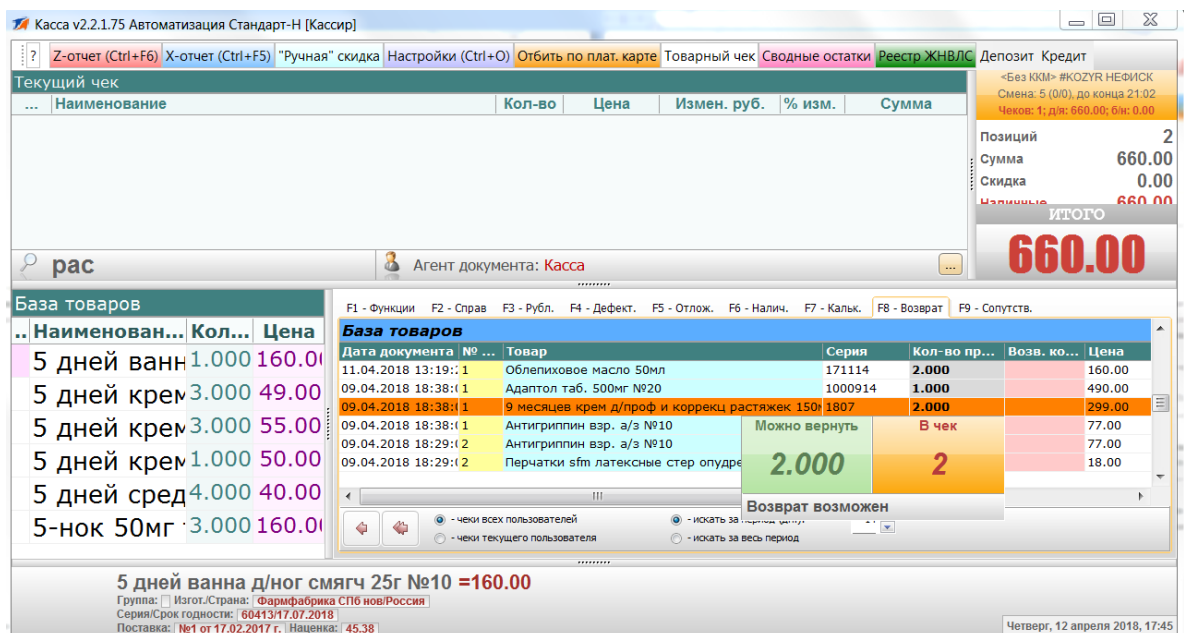 Касса v2.2.1.75 Автоматизация Стандарт-Н [Кассир]
? Z-отчет (Ctrl+F6) X-отчет (Ctrl+F5) "Ручная" скидка Настройки (Ctrl+O) Отбить по плат. карте Товарный чек Сводные остатки Реестр ЖНВЛС Депозит Кредит
Текущий чек
... Наименование Кол-во Цена Измен. руб. % изм. Сумма
<Без ККМ> #KOZYR НЕФИСК
Смена: 5 (0/0), до конца 21:02
Чеков: 1; д/я: 660.00; б/н: 0.00
Позиций 2
Сумма 660.00
Скидка 0.00
Наличные 660.00
ИТОГО
660.00
рас Агент документа: Касса ...
База товаров
.. Наименован... Кол... Цена
5 дней ванн 1.000 160.0
5 дней крем 3.000 49.00
5 дней крем 3.000 55.00
5 дней крем 1.000 50.00
5 дней сред 4.000 40.00
5-нок 50мг 3.000 160.0
F1 - Функции F2 - Справ F3 - Рубл. F4 - Дефект. F5 - Отлож. F6 - Налич. F7 - Кальк. F8 - Возврат F9 - Сопутств.
База товаров
Дата документа № ... Товар Серия Кол-во пр... Возв. ко... Цена
11.04.2018 13:19: 1 Облепиховое масло 50мл 171114 2.000 160.00
09.04.2018 18:38:( 1 Адаптол таб. 500мг №20 1000914 1.000 490.00
09.04.2018 18:38:( 1 9 месяцев крем д/проф и коррекц растяжек 150 1807 2.000 299.00
09.04.2018 18:38:( 1 Антигриппин взр. а/з №10 77.00
09.04.2018 18:29:( 2 Антигриппин взр. а/з №10 77.00
09.04.2018 18:29:( 2 Перчатки sfm латексные стер опудре 18.00
Можно вернуть В чек
2.000 2
Возврат возможен
- чеки всех пользователей - искать за период
- чеки текущего пользователя - искать за весь период
5 дней ванна д/ног смягч 25г №10 =160.00
Группа: Изгот./Страна: Фармфабрика СПб нов/Россия
Серия/Срок годности: 60413/17.07.2018
Поставка: №1 от 17.02.2017 г. Наценка: 45.38
Четверг, 12 апреля 2018, 17:45